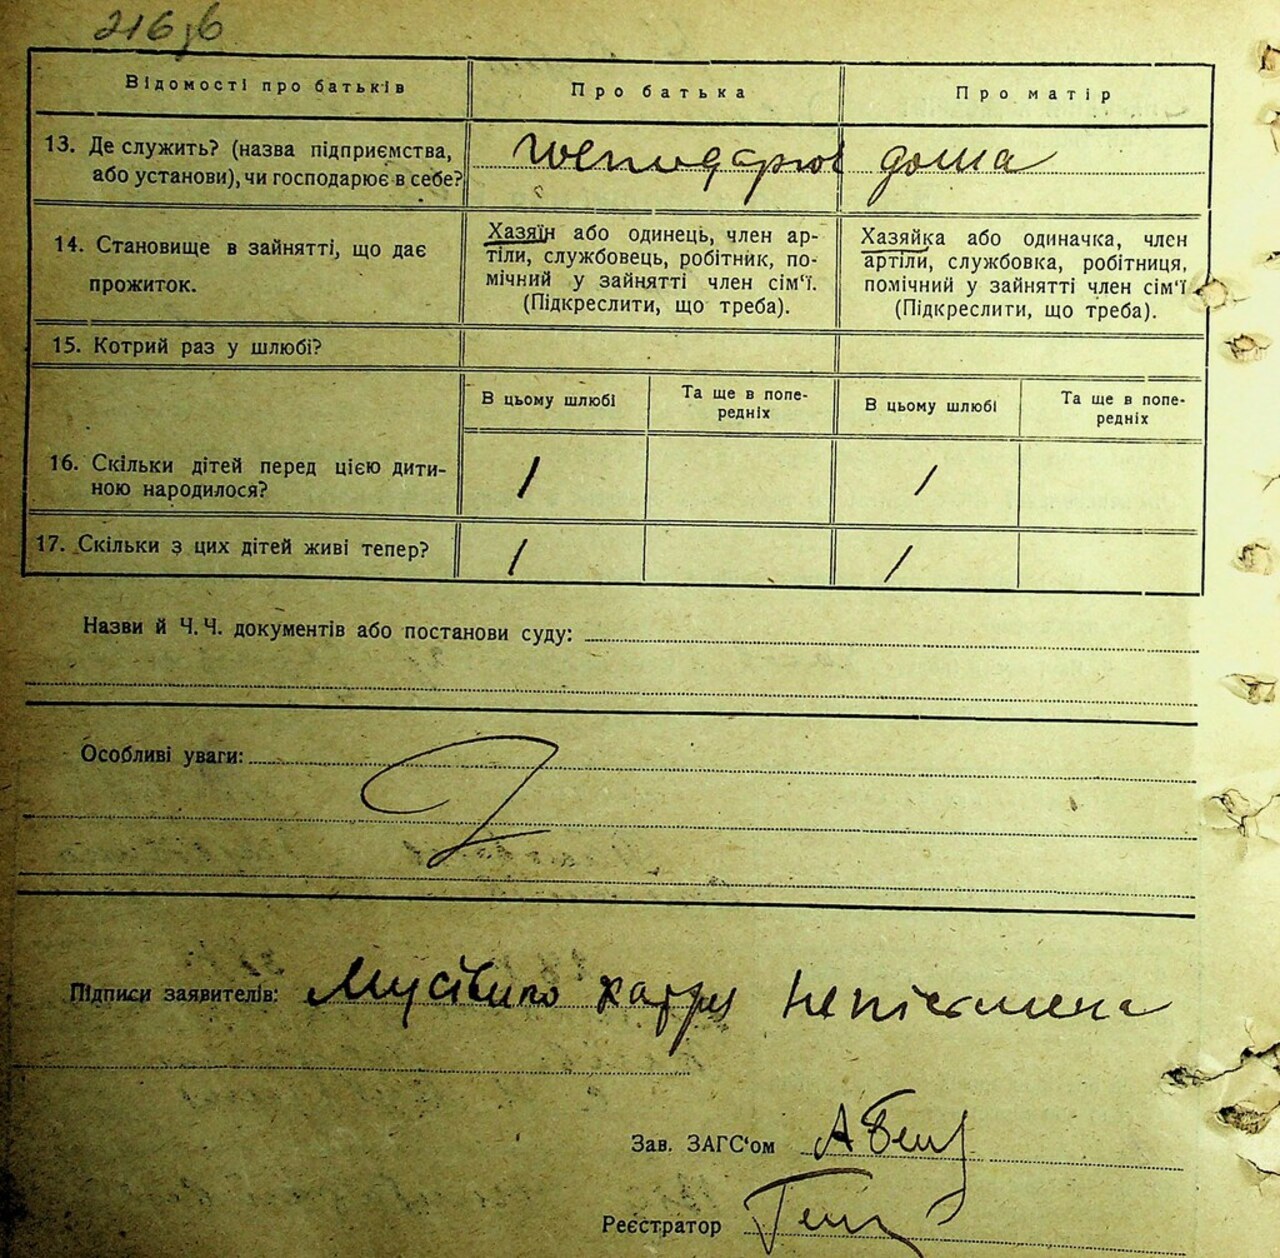 216
Відомості про батьків
Про батька
Про матір
13. Де служить? (назва підприємства, або установи), чи господарює в себе?
дома
14. Становище в зайнятті, що дає прожиток.
Хазяїн або одинець, член ар-
тіли, службовець, робітник, по-
мічний у зайнятті член сім'ї.
(Підкреслити, що треба).
Хазяйка або одиначка, член
артіли, службовка, робітниця,
помічний у зайнятті член сім'ї
(Підкреслити, що треба).
15. Котрий раз у шлюбі?
В цьому шлюбі
Та ще в попе-
редніх
В цьому шлюбі
Та ще в попе-
редніх
16. Скільки дітей перед цією дити-
ною народилося?
/
/
17. Скільки з цих дітей живі тепер?
/
/
Назви й Ч. Ч. документів або постанови суду:
Особливі уваги:
Підписи заявителів: неписьмена
Зав. ЗАГС'ом
Реєстратор